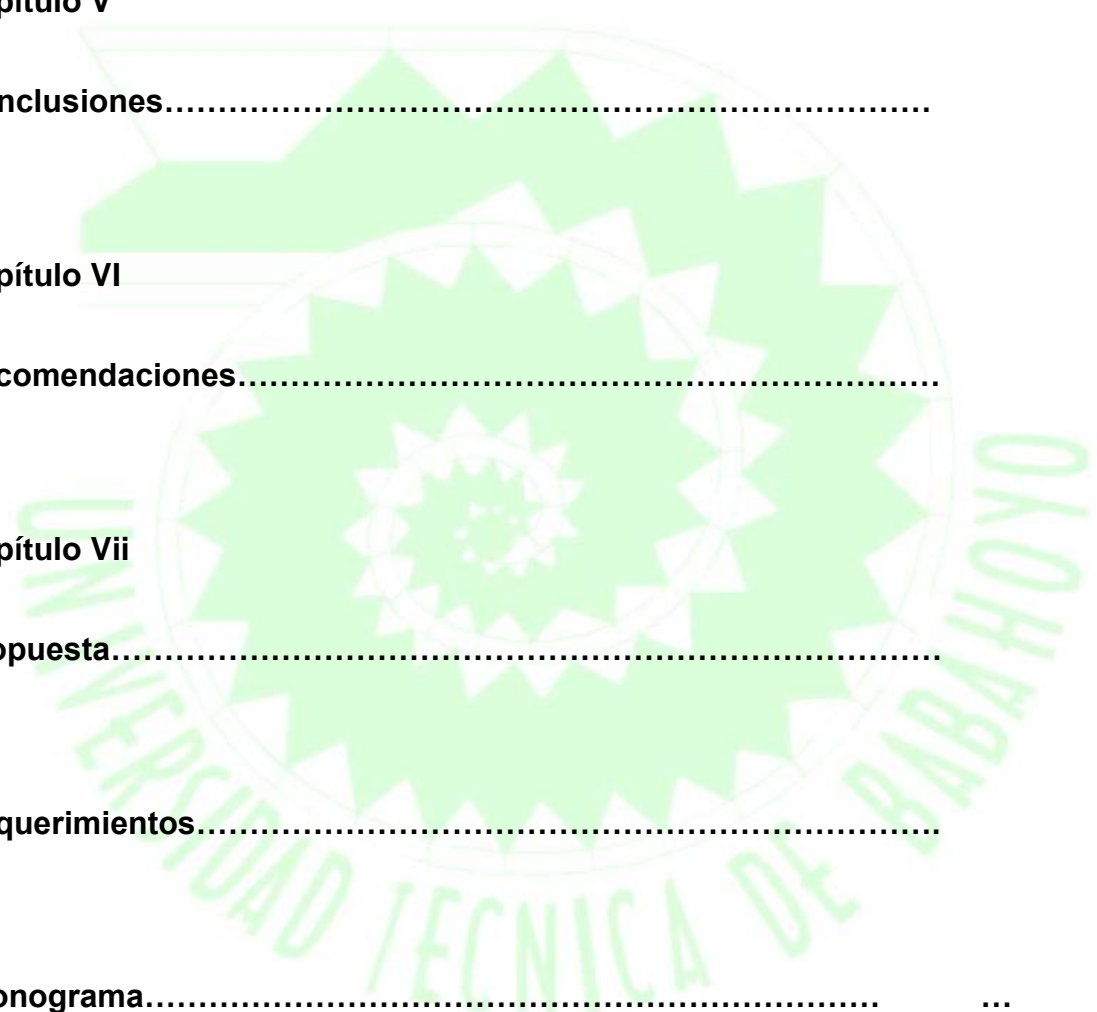 pítulo V
nclusiones……………………………………………………………
pítulo VI
comendaciones…………………………………………………………
pítulo Vii
opuesta……………………………………………………………………
querimientos…………………………………………………………….
onograma…………………………………………………………… …
UNIVERSIDAD TECNICA DE BABAHOYO